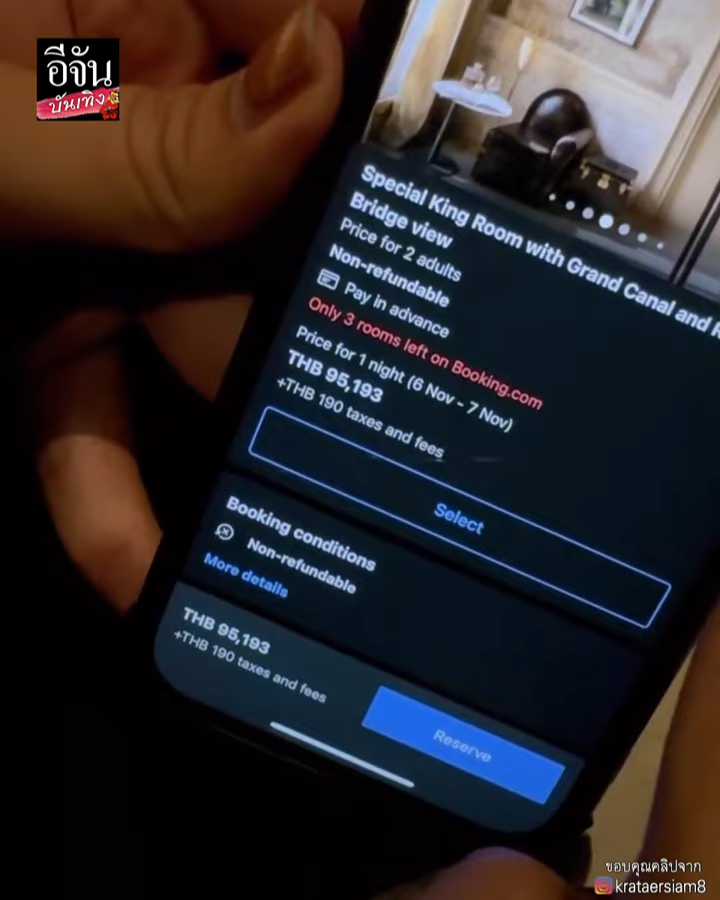 อีจัน
บันเทิง
Special King Room with Grand Canal and
Bridge view
Price for 2 adults
Non-refundable
Pay in advance
Only 3 rooms left on Booking.com
Price for 1 night (6 Nov - 7 Nov)
THB 95,193
+THB 190 taxes and fees
Select
Booking conditions
Non-refundable
More details
THB 95,193
+THB 190 taxes and fees
Reserve
ขอบคุณคลิปจาก
krataersiam8